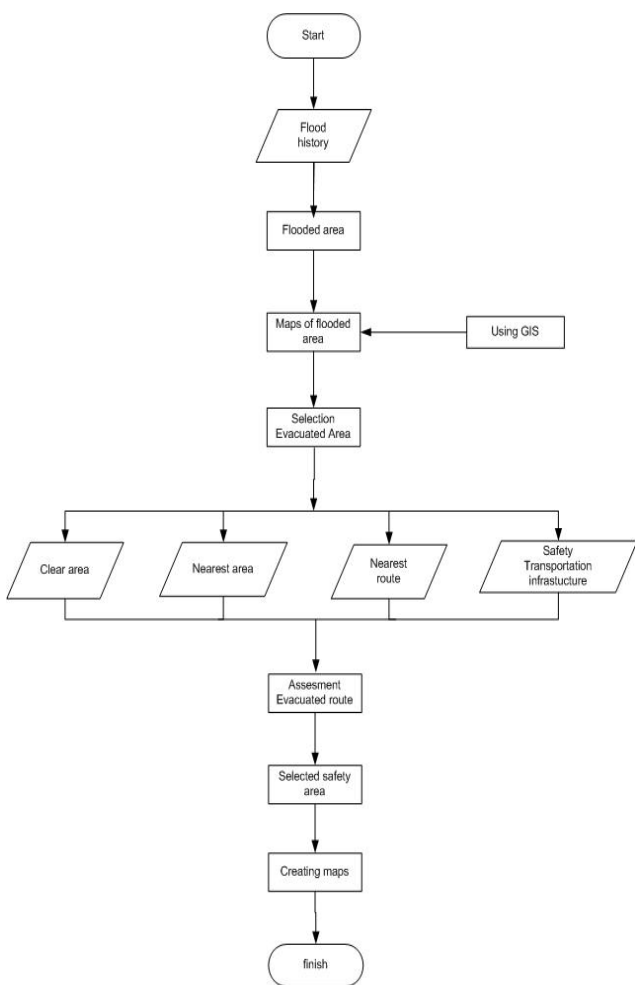 Start
Flood
history
Flooded area
Maps of flooded
area
Using GIS
Selection
Evacuated Area
Clear area
Nearest area
Nearest
route
Safety
Transportation
infrastucture
Assesment
Evacuated route
Selected safety
area
Creating maps
finish